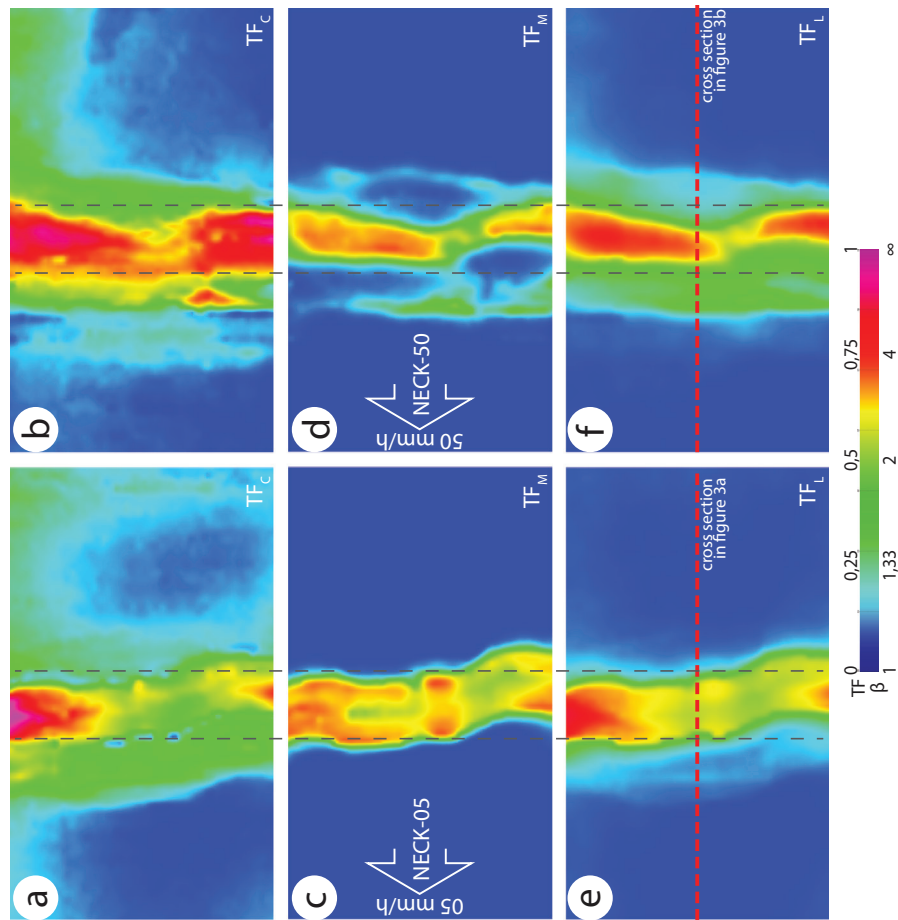 a
TF_C
b
TF_C
c
NECK-05
05 mm/h
TF_M
d
NECK-50
50 mm/h
TF_M
e
cross section
in figure 3a
TF_L
f
cross section
in figure 3b
TF_L
TF 0 0,25 0,5 0,75 1
β 1 1,33 2 4 ∞